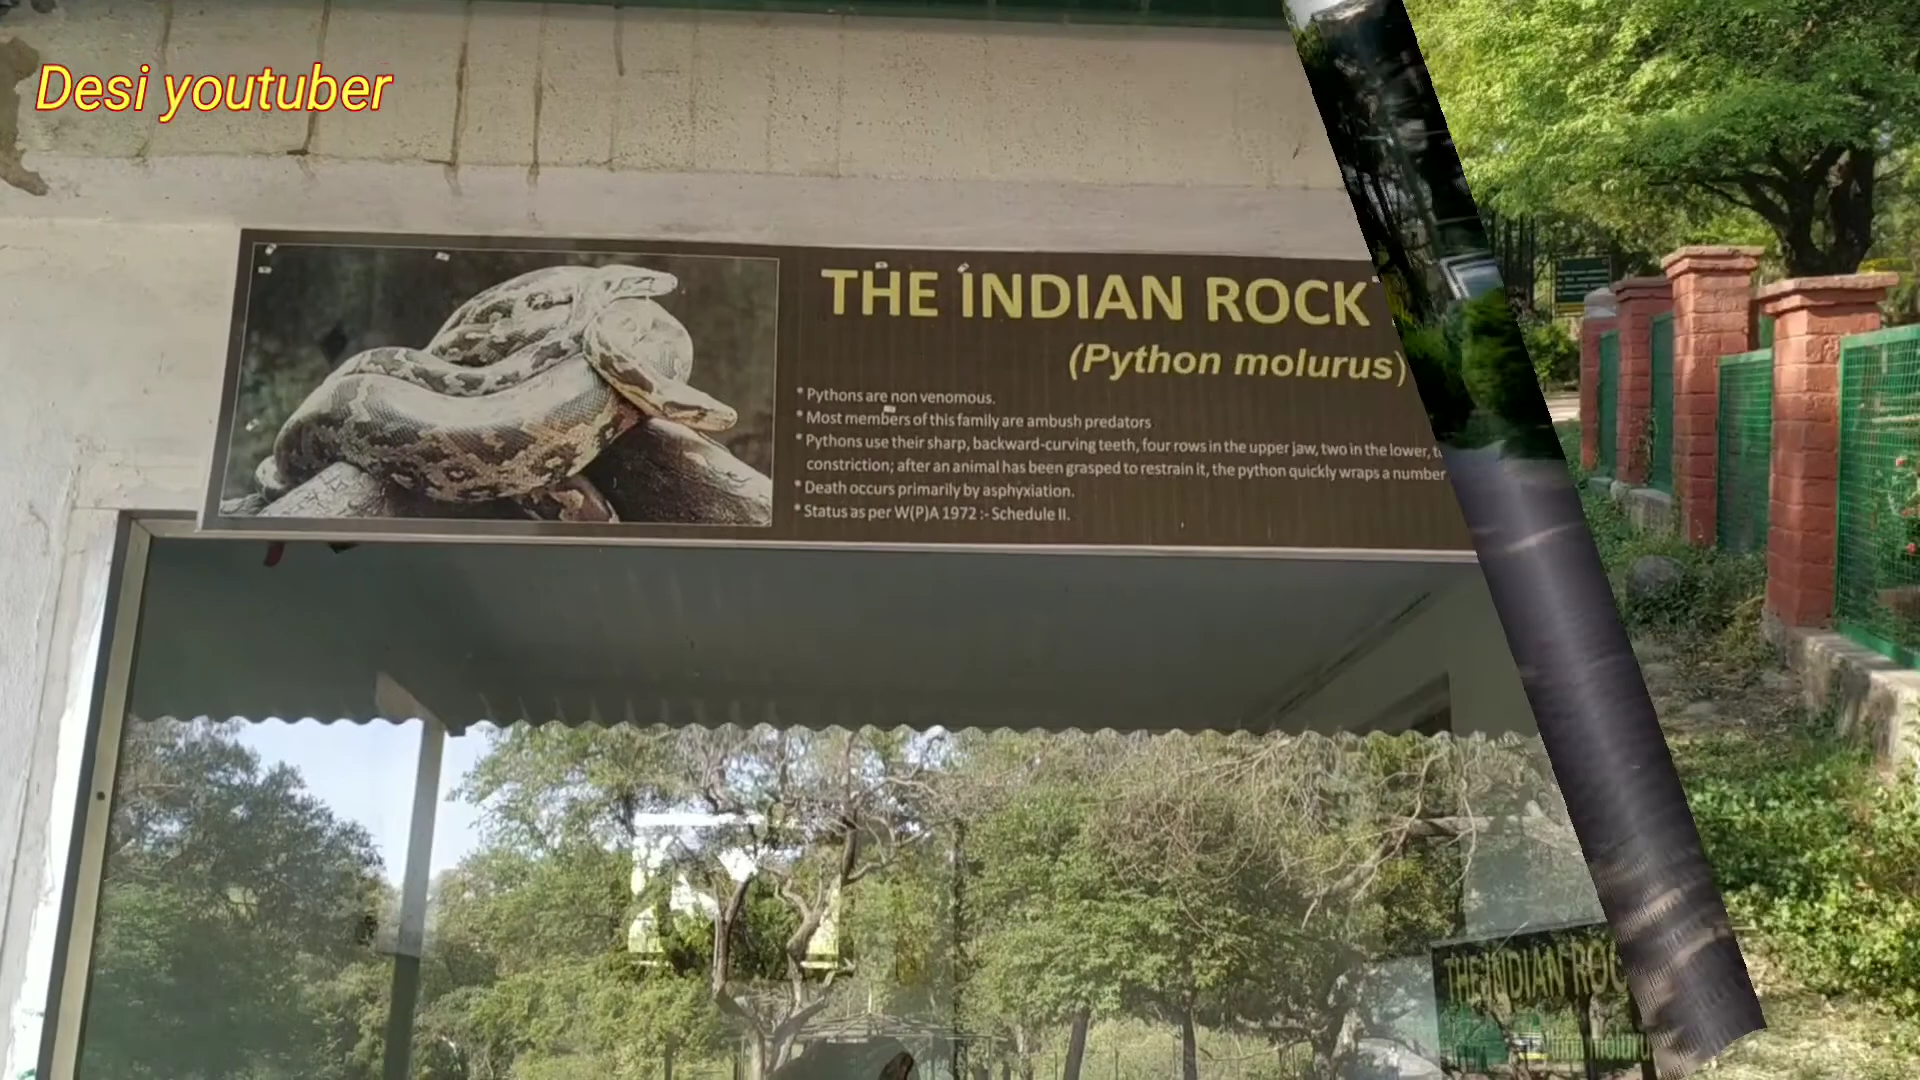 Desi youtuber
THE INDIAN ROCK
(Python molurus)
* Pythons are non venomous.
* Most members of this family are ambush predators
* Pythons use their sharp, backward-curving teeth, four rows in the upper jaw, two in the lower,
constriction; after an animal has been grasped to restrain it, the python quickly wraps a number
* Death occurs primarily by asphyxiation.
* Status as per W(P)A 1972 :- Schedule II.
THE INDIAN ROC